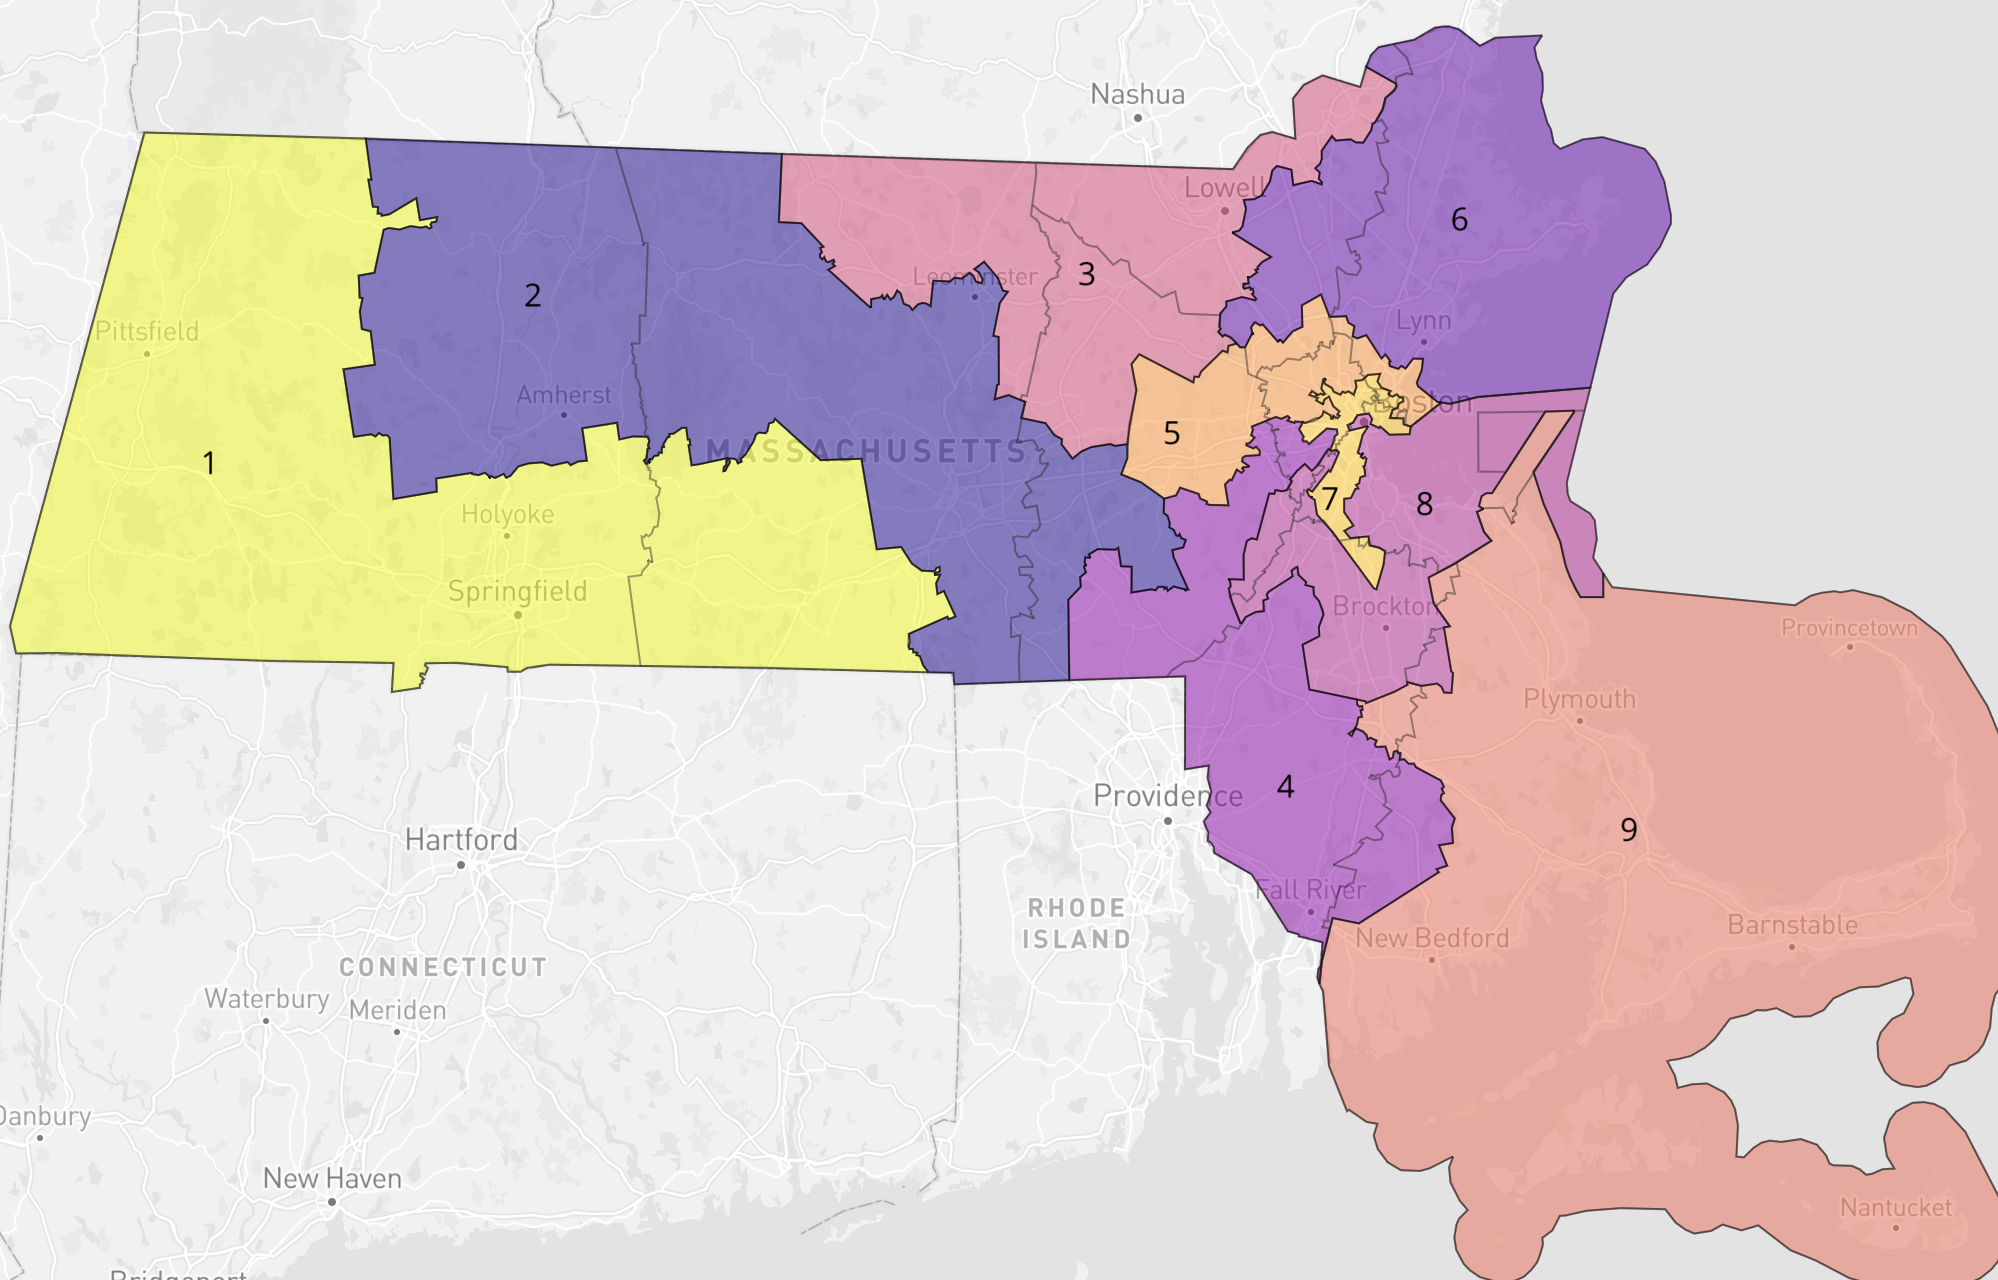 Nashua
Lowell
6
Leominster
3
2
Lynn
Pittsfield
Amherst
Boston
5
MASSACHUSETTS
1
7
8
Holyoke
Springfield
Brockton
Provincetown
Plymouth
4
Providence
9
Hartford
Fall River
RHODE
ISLAND
New Bedford
Barnstable
CONNECTICUT
Waterbury
Meriden
Danbury
New Haven
Nantucket
Bridgeport